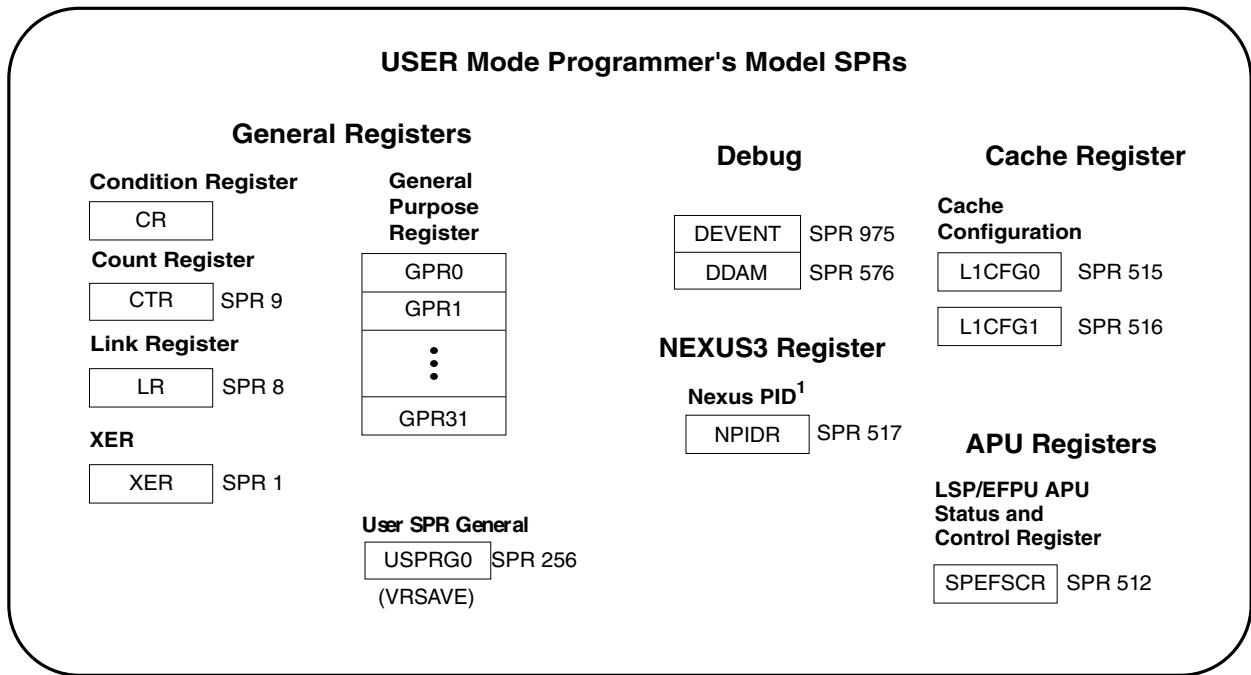 USER Mode Programmer's Model SPRs
General Registers
Condition Register
CR
Count Register
CTR SPR 9
Link Register
LR SPR 8
XER
XER SPR 1
General
Purpose
Register
GPR0
GPR1
GPR31
User SPR General
USPRG0 SPR 256
(VRSAVE)
Debug
DEVENT SPR 975
DDAM SPR 576
NEXUS3 Register
Nexus PID1
NPIDR SPR 517
Cache Register
Cache
Configuration
L1CFG0 SPR 515
L1CFG1 SPR 516
APU Registers
LSP/EFPU APU
Status and
Control Register
SPEFSCR SPR 512